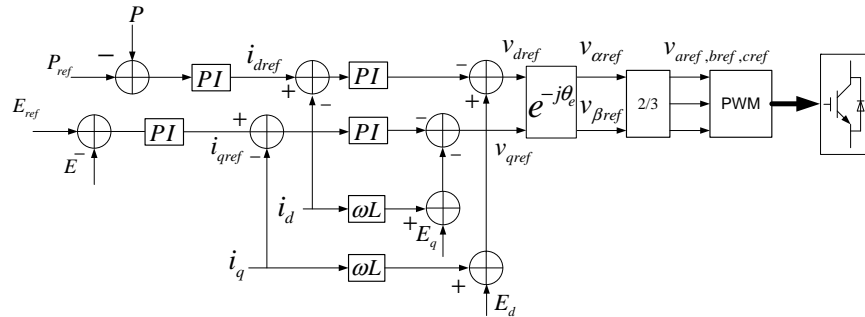 P
−
P_ref
PI
i_dref
+
−
PI
−
+
v_dref
v_αref
v_aref,bref,cref
E_ref
−
E
PI
i_qref
+
−
PI
−
−
v_qref
e^−jθ_e
v_βref
2/3
PWM
i_d
ωL
+
E_q
i_q
ωL
+
E_d